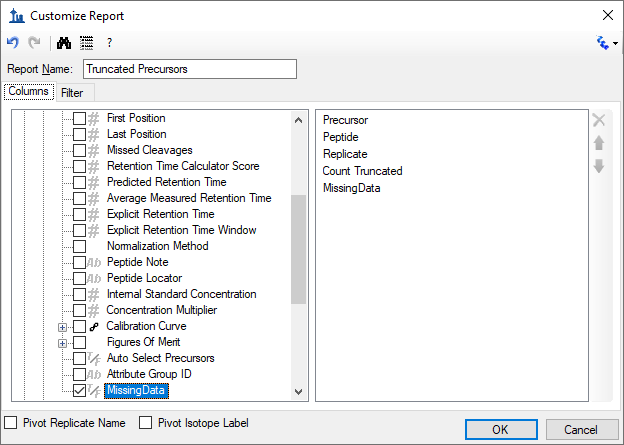 Customize Report
?
Report Name: Truncated Precursors
Columns Filter
# First Position
# Last Position
# Missed Cleavages
# Retention Time Calculator Score
# Predicted Retention Time
# Average Measured Retention Time
# Explicit Retention Time
# Explicit Retention Time Window
Normalization Method
Ab Peptide Note
Ab Peptide Locator
# Internal Standard Concentration
# Concentration Multiplier
Calibration Curve
Figures Of Merit
T/F Auto Select Precursors
Ab Attribute Group ID
T/F MissingData
Precursor
Peptide
Replicate
Count Truncated
MissingData
Pivot Replicate Name Pivot Isotope Label
OK Cancel